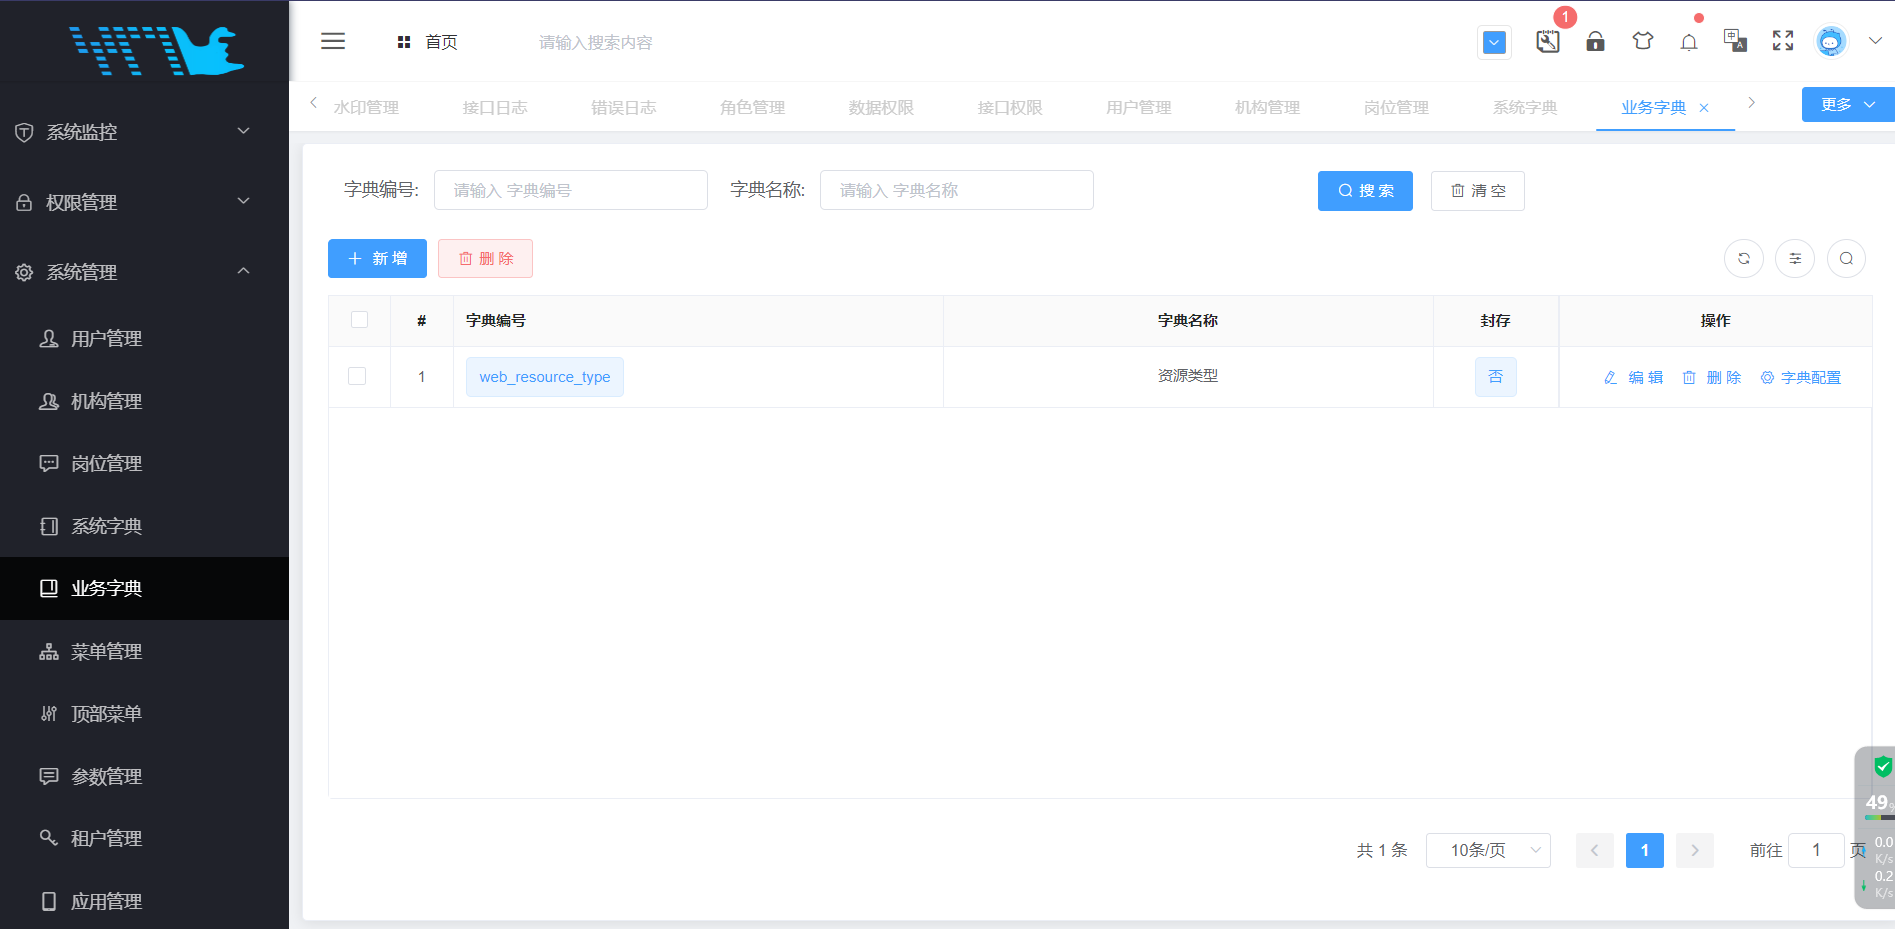 首页
请输入搜索内容
1
中
A
水印管理
接口日志
错误日志
角色管理
数据权限
接口权限
用户管理
机构管理
岗位管理
系统字典
业务字典
更多
系统监控
权限管理
系统管理
用户管理
机构管理
岗位管理
系统字典
业务字典
菜单管理
顶部菜单
参数管理
租户管理
应用管理
字典编号:
请输入 字典编号
字典名称:
请输入 字典名称
搜 索
清 空
新 增
删 除
#
字典编号
字典名称
封存
操作
1
web_resource_type
资源类型
否
编 辑
删 除
字典配置
共 1 条
10条/页
1
前往
1
页
49%
0.0
K/s
0.2
K/s